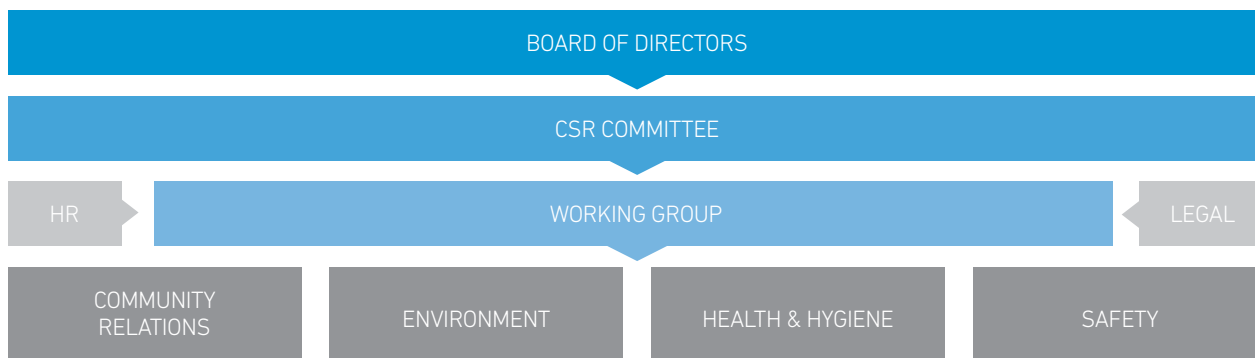 BOARD OF DIRECTORS
CSR COMMITTEE
HR
WORKING GROUP
LEGAL
COMMUNITY
RELATIONS
ENVIRONMENT
HEALTH & HYGIENE
SAFETY